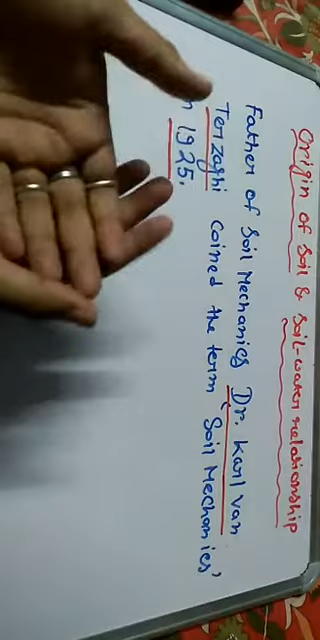 Origin of Soil & Soil-water relationship
Father of Soil Mechanics Dr. Karl Van
Terzaghi coined the term 'Soil Mechanics'
1925.